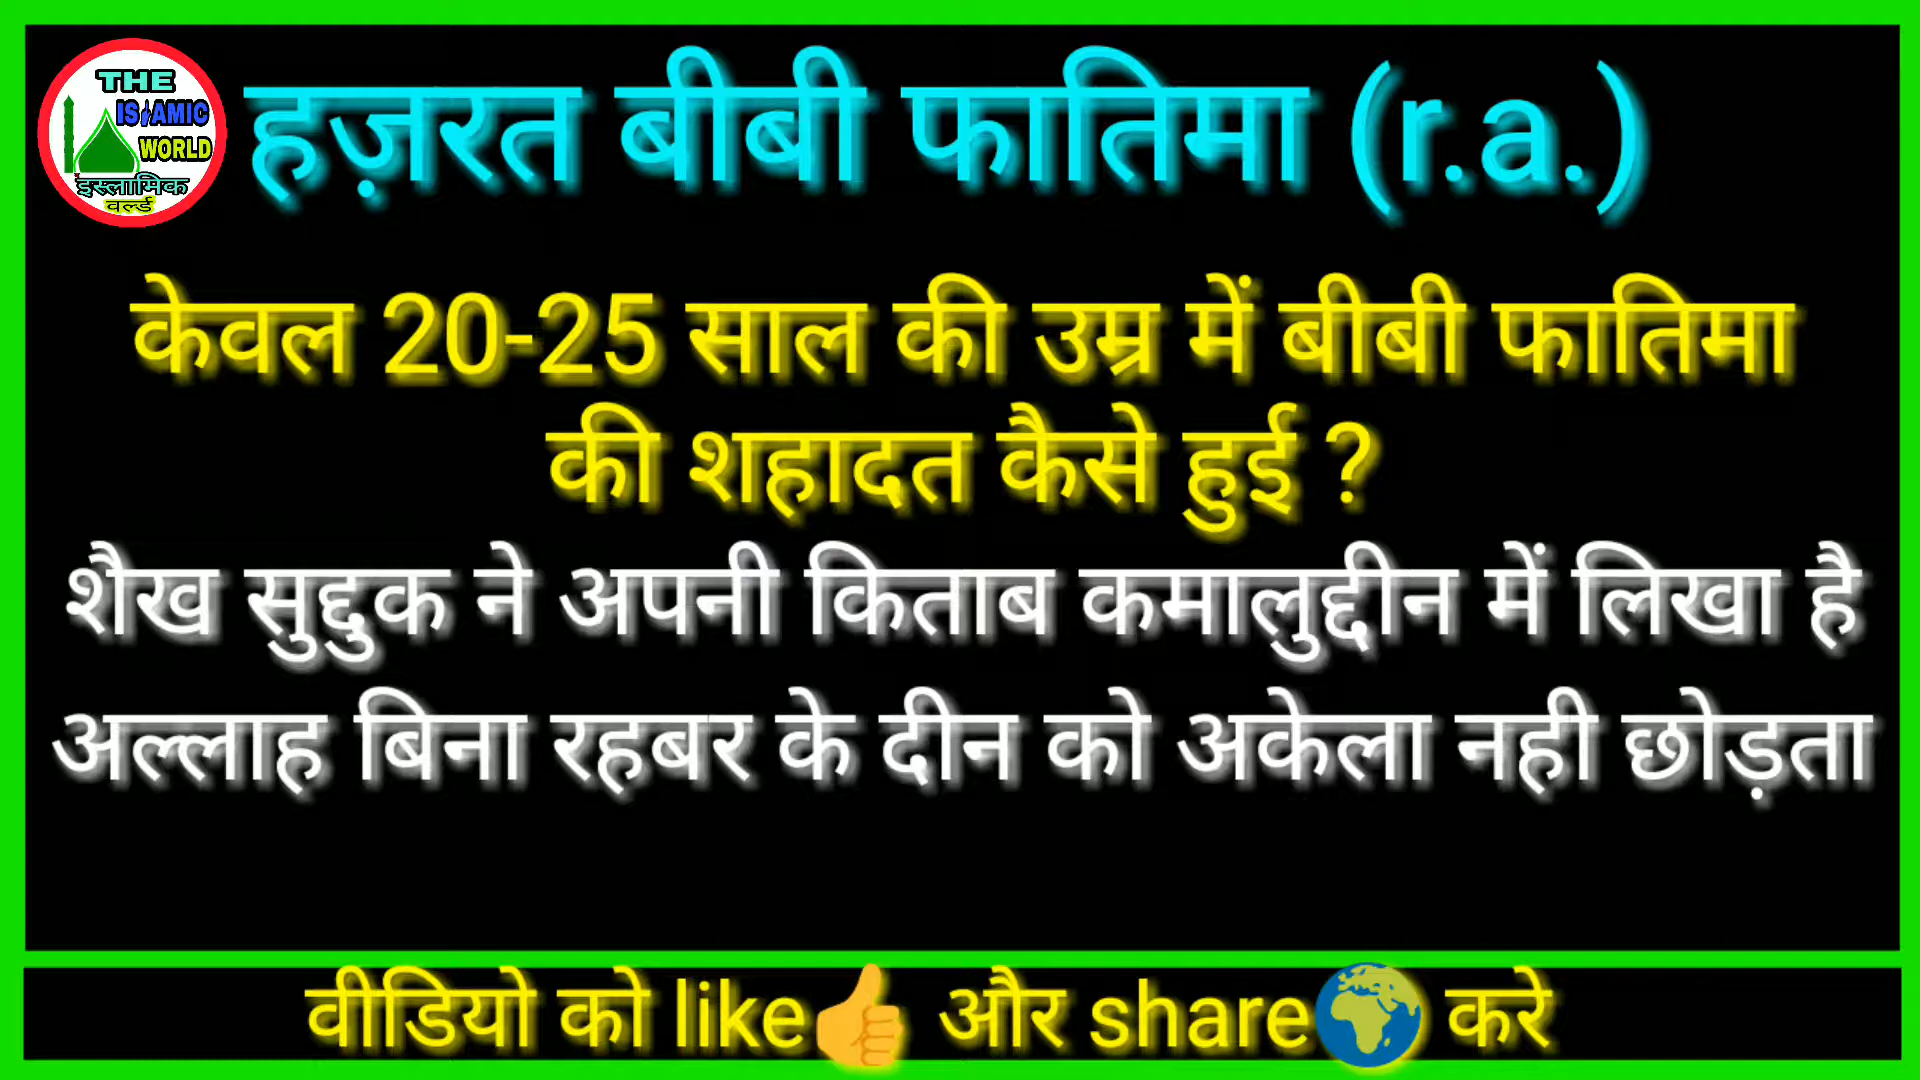 THE
ISLAMIC
WORLD
इस्लामिक
वर्ल्ड
हज़रत बीबी फातिमा (r.a.)
केवल 20-25 साल की उम्र में बीबी फातिमा
की शहादत कैसे हुई ?
शैख सुद्दुक ने अपनी किताब कमालुद्दीन में लिखा है
अल्लाह बिना रहबर के दीन को अकेला नही छोड़ता
वीडियो को like👍 और share🌍 करे